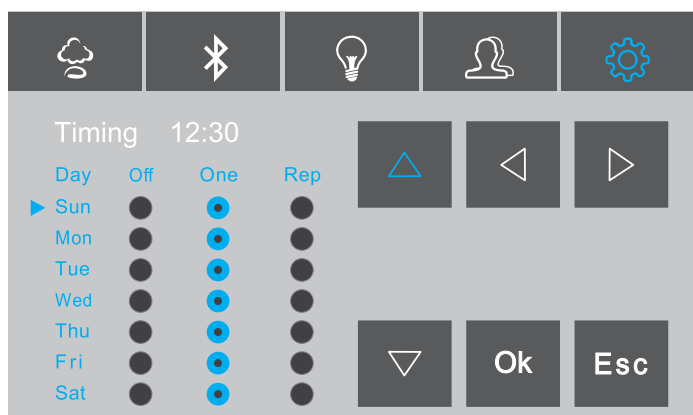 Timing 12:30
Day Off One Rep
Sun
Mon
Tue
Wed
Thu
Fri
Sat
Ok
Esc